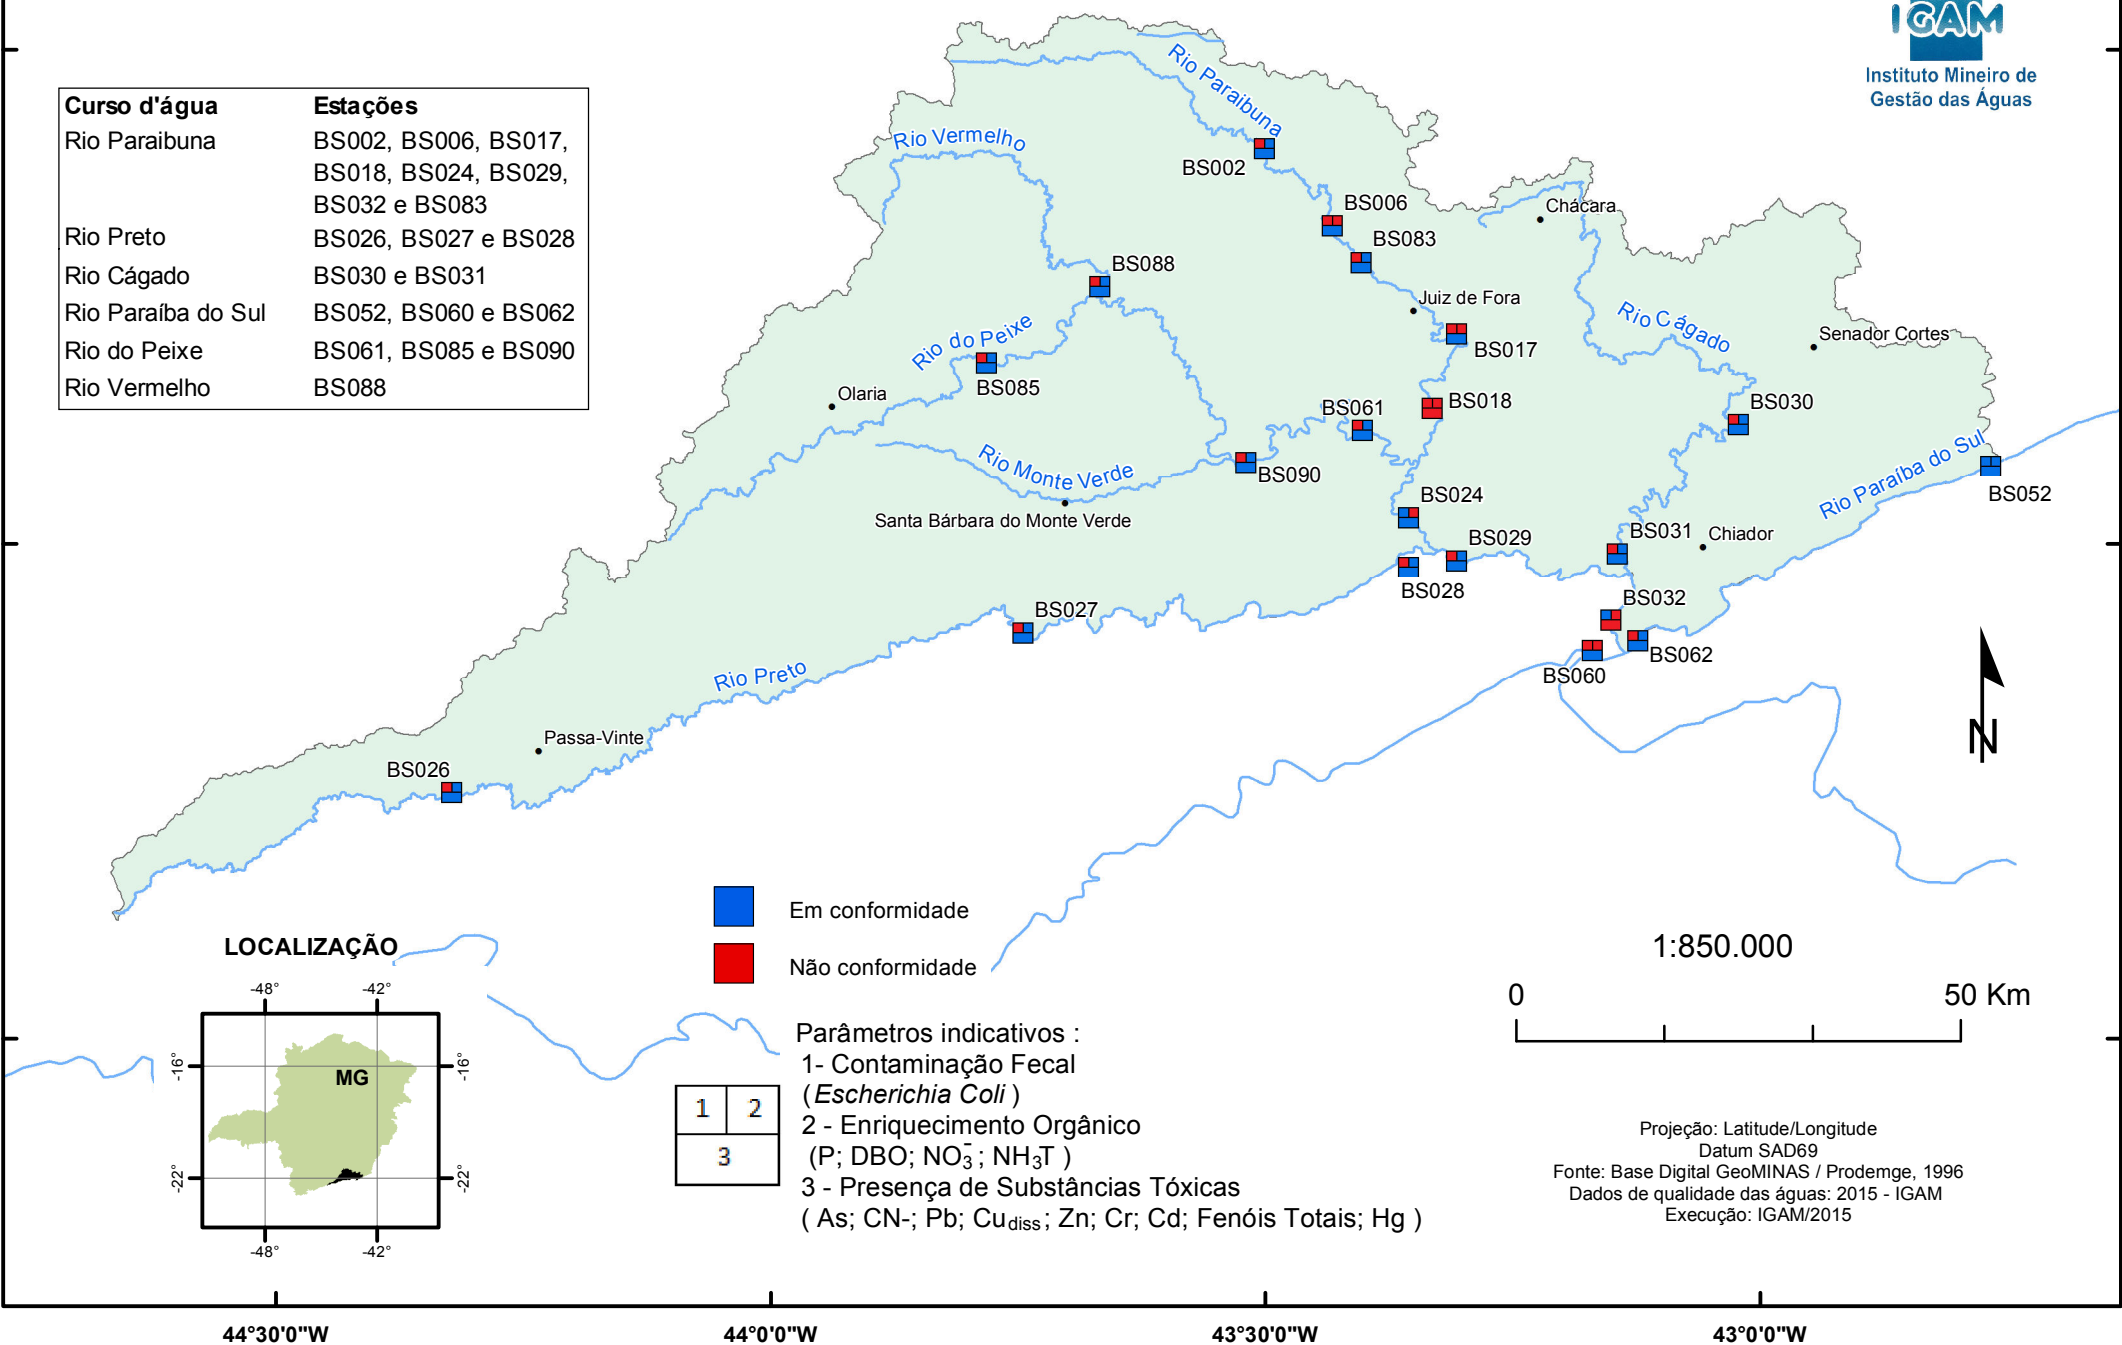 IGAM
Instituto Mineiro de
Gestão das Águas
Curso d'água Estações
Rio Paraibuna BS002, BS006, BS017,
BS018, BS024, BS029,
BS032 e BS083
Rio Preto BS026, BS027 e BS028
Rio Cágado BS030 e BS031
Rio Paraíba do Sul BS052, BS060 e BS062
Rio do Peixe BS061, BS085 e BS090
Rio Vermelho BS088
Rio Paraibuna
Rio Vermelho
BS002
BS006
Chácara
BS083
BS088
Juiz de Fora
Rio Cágado
Senador Cortes
Rio do Peixe
BS017
BS085
Olaria
BS061
BS018
BS030
Rio Monte Verde
BS090
Rio Paraíba do Sul
BS052
BS024
Santa Bárbara do Monte Verde
BS029
BS031
Chiador
BS028
BS032
BS027
BS062
BS060
Rio Preto
Passa-Vinte
BS026
N
Em conformidade
Não conformidade
LOCALIZAÇÃO
-48° -42°
-16° -16°
MG
-22° -22°
-48° -42°
1:850.000
0 50 Km
Parâmetros indicativos :
1- Contaminação Fecal
(Escherichia Coli )
2 - Enriquecimento Orgânico
(P; DBO; NO3-; NH3T )
3 - Presença de Substâncias Tóxicas
( As; CN-; Pb; Cudiss; Zn; Cr; Cd; Fenóis Totais; Hg )
1 2
3
Projeção: Latitude/Longitude
Datum SAD69
Fonte: Base Digital GeoMINAS / Prodemge, 1996
Dados de qualidade das águas: 2015 - IGAM
Execução: IGAM/2015
44°30'0"W 44°0'0"W 43°30'0"W 43°0'0"W